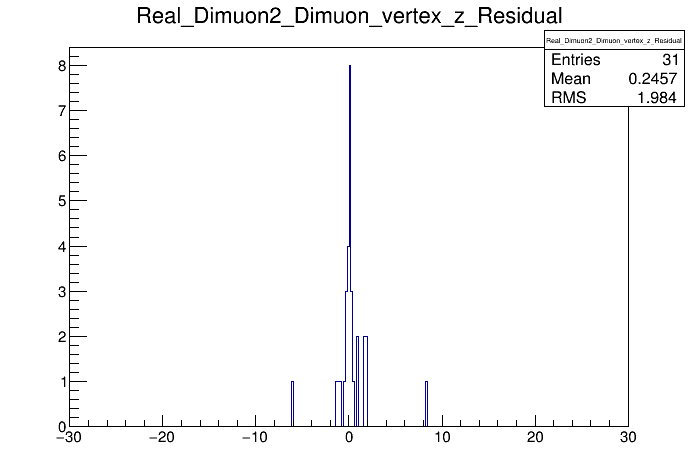 Real_Dimuon2_Dimuon_vertex_z_Residual
Real_Dimuon2_Dimuon_vertex_z_Residual
Entries 31
Mean 0.2457
RMS 1.984
8
7
6
5
4
3
2
1
0
−30 −20 −10 0 10 20 30